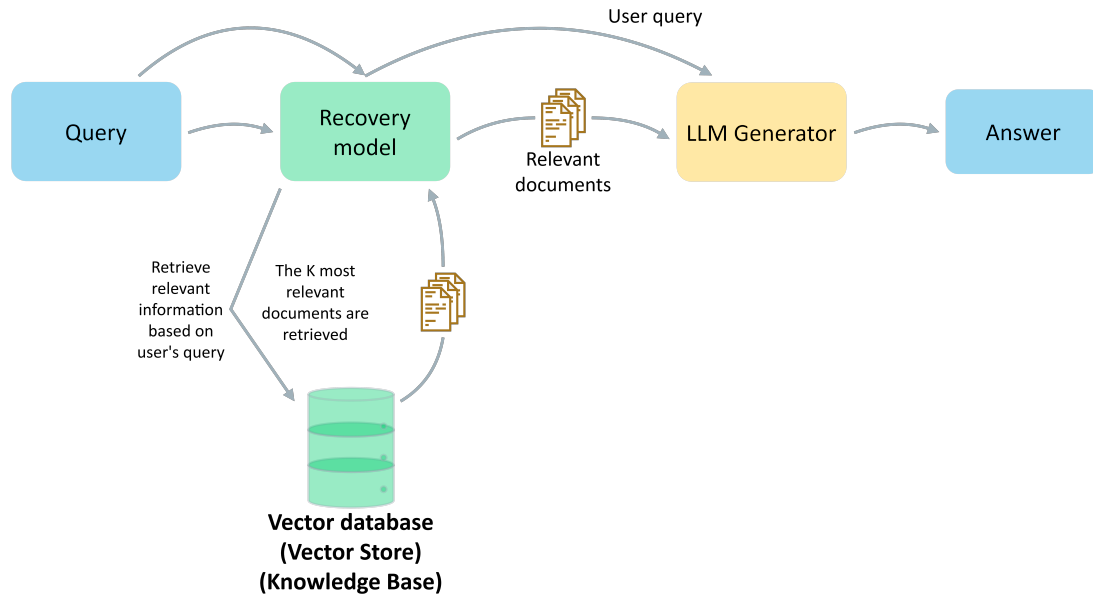 User query
Query
Recovery
model
LLM Generator
Answer
Relevant
documents
Retrieve
relevant
information
based on
user's query
The K most
relevant
documents are
retrieved
Vector database
(Vector Store)
(Knowledge Base)